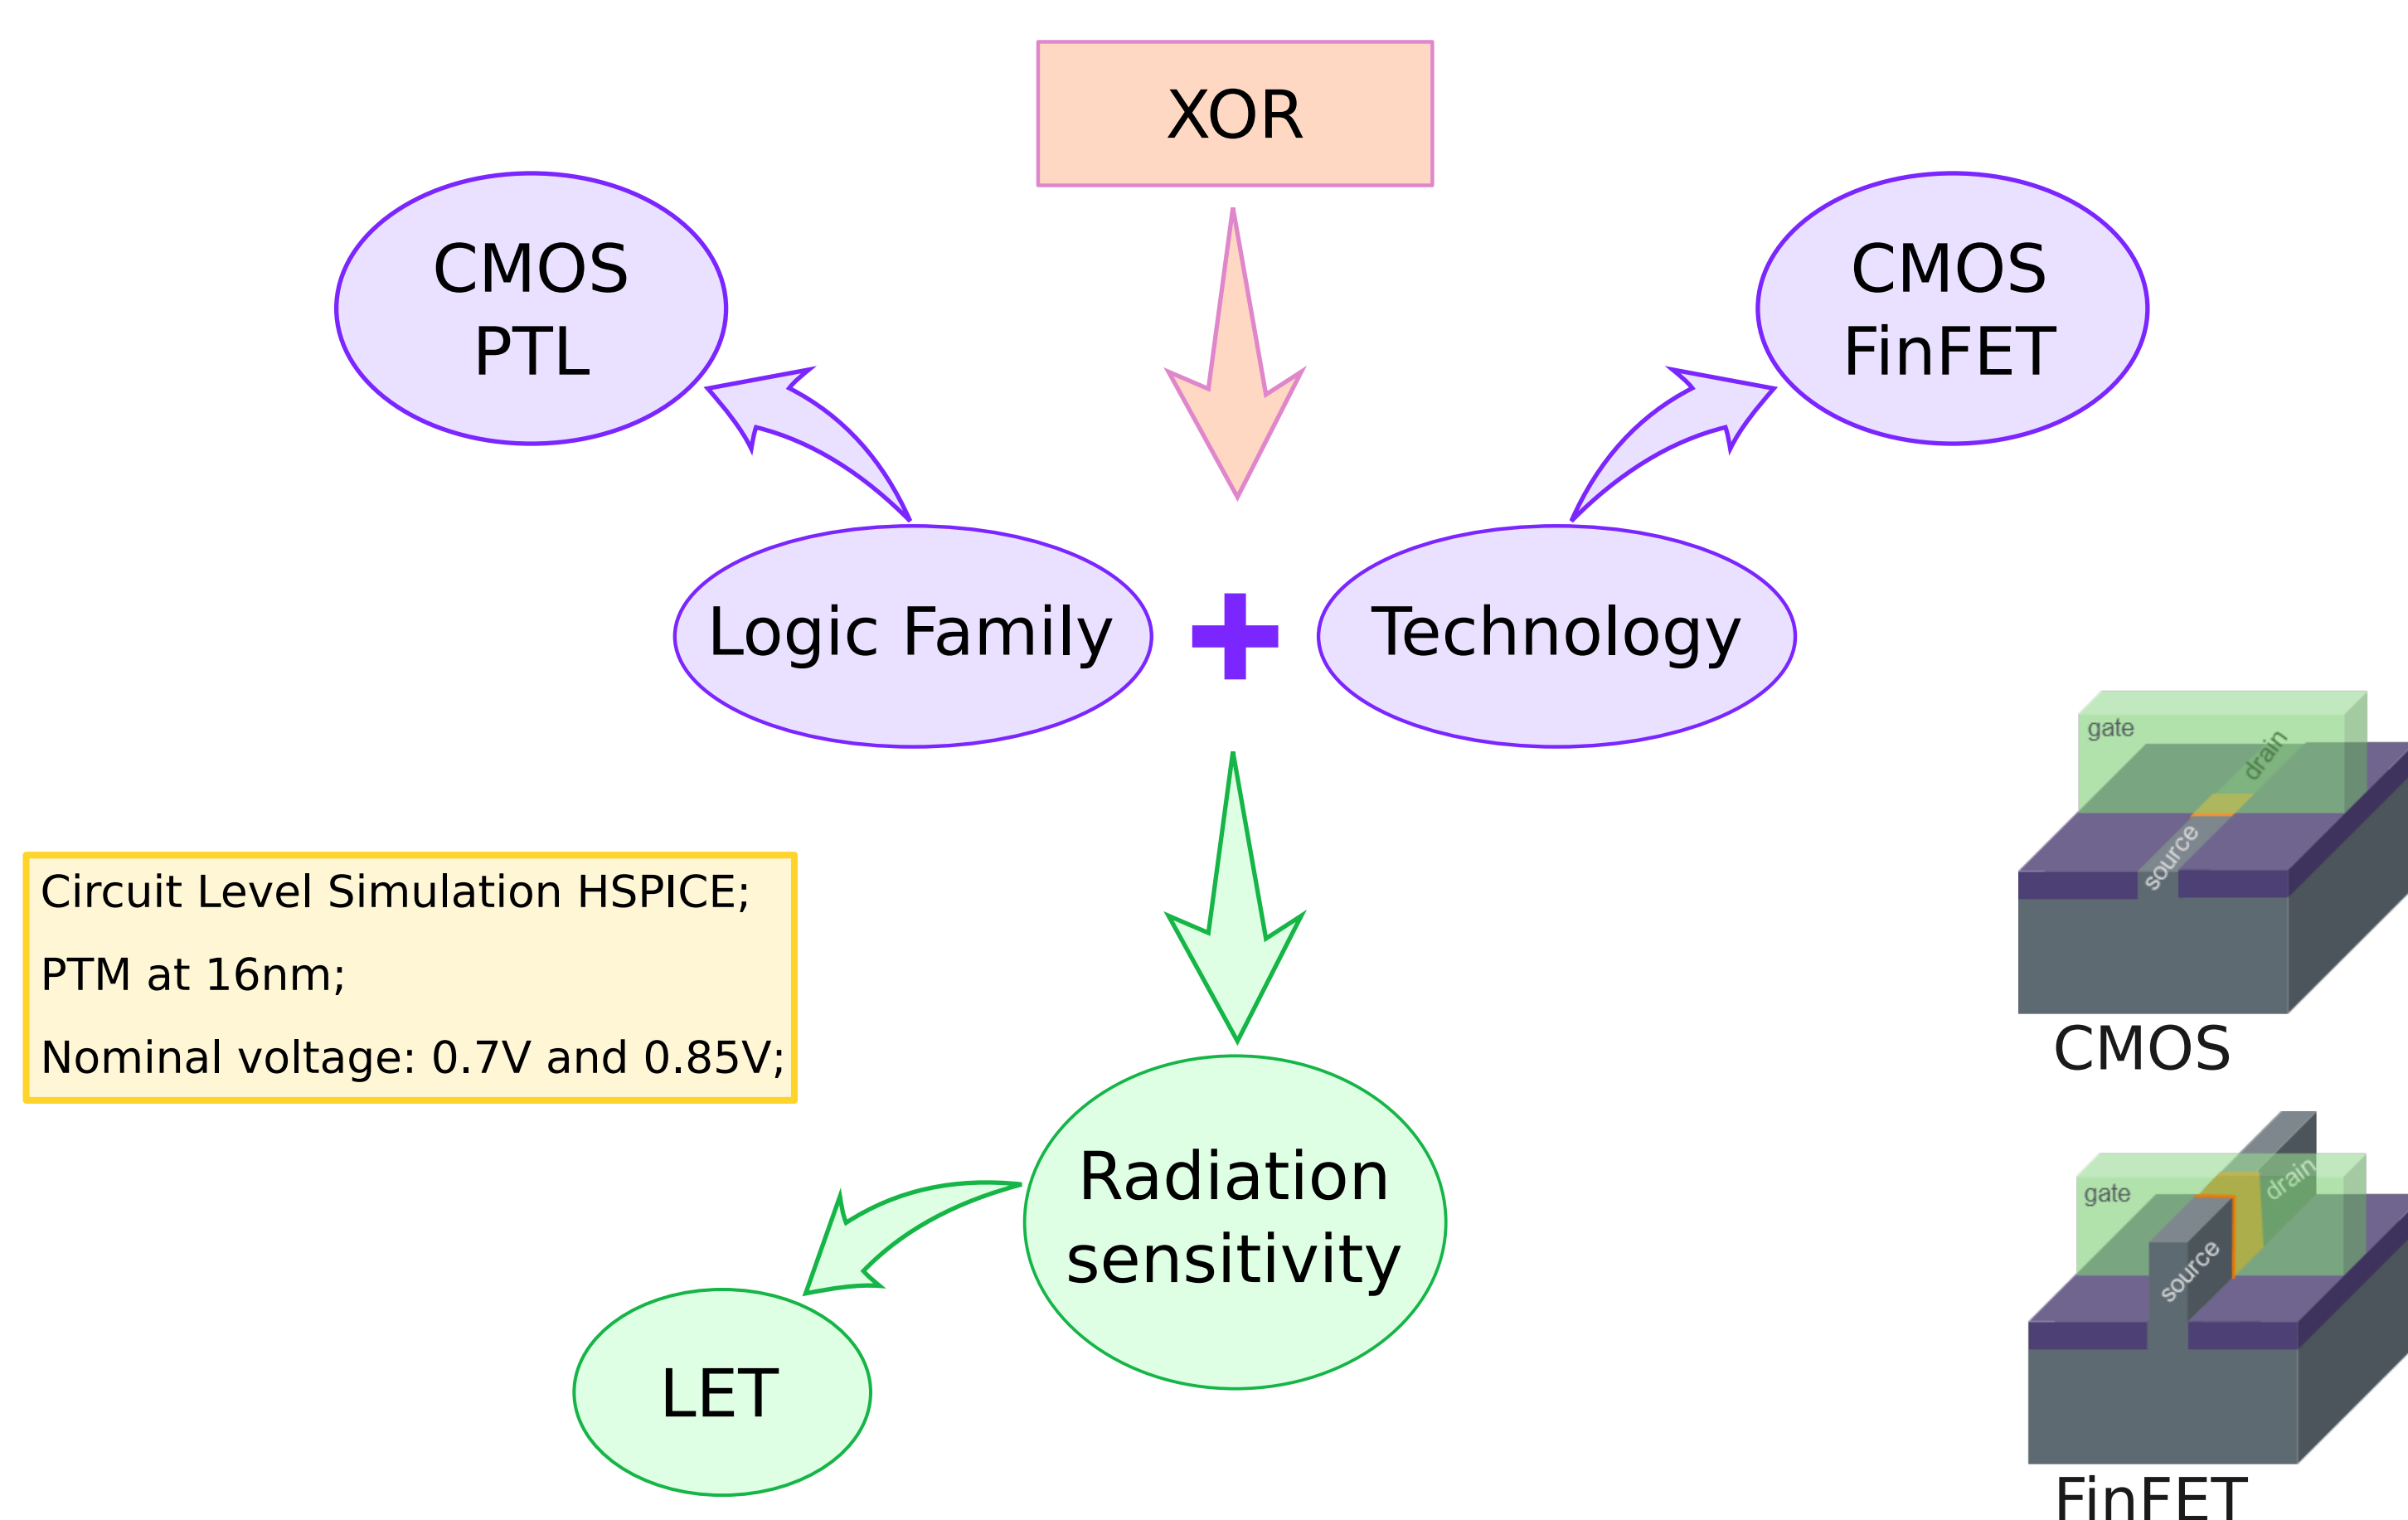 XOR
CMOS
PTL
CMOS
FinFET
Logic Family
Technology
gate
drain
source
CMOS
Circuit Level Simulation HSPICE;
PTM at 16nm;
Nominal voltage: 0.7V and 0.85V;
Radiation
sensitivity
LET
gate
drain
source
FinFET